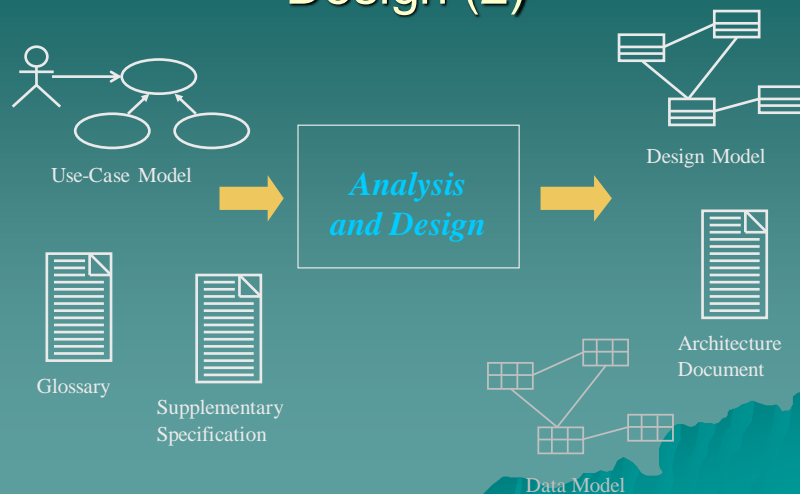 Design (2)
Use-Case Model
Glossary
Supplementary
Specification
Analysis
and Design
Design Model
Architecture
Document
Data Model